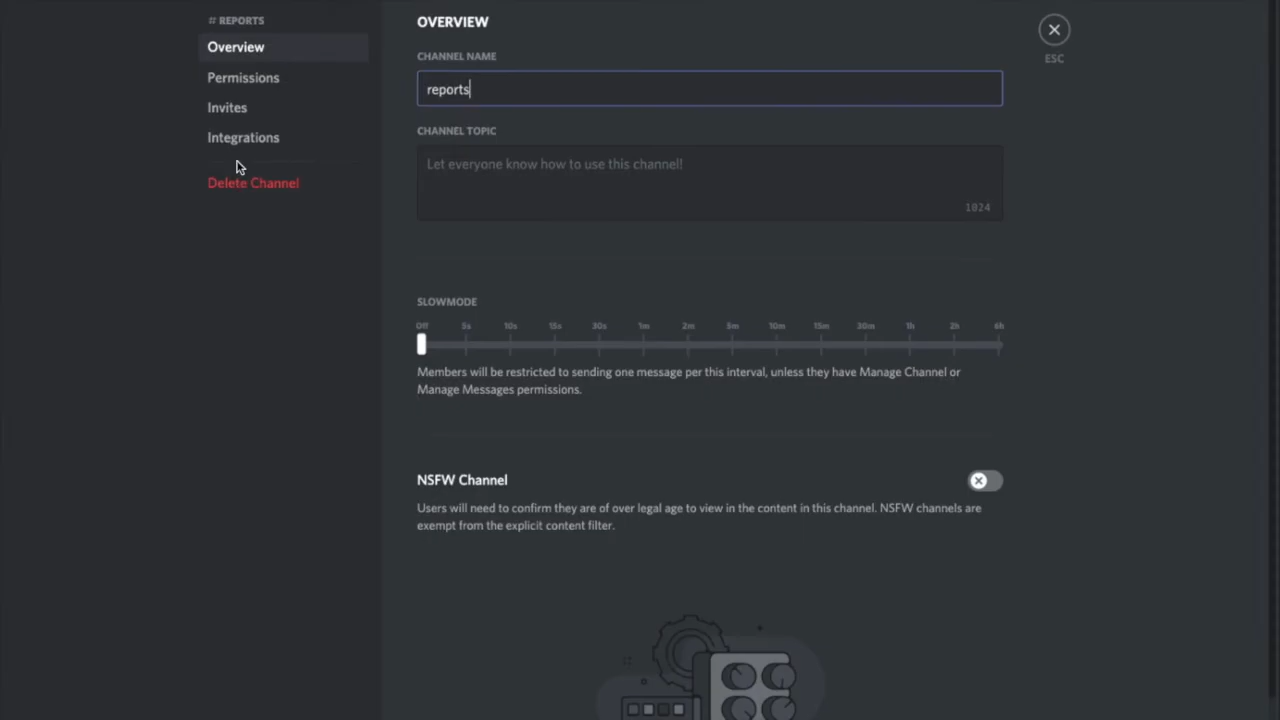 # REPORTS
Overview
Permissions
Invites
Integrations
Delete Channel
OVERVIEW
CHANNEL NAME
reports
CHANNEL TOPIC
Let everyone know how to use this channel!
1024
SLOWMODE
Off 5s 10s 15s 30s 1m 2m 5m 10m 15m 30m 1h 2h 6h
Members will be restricted to sending one message per this interval, unless they have Manage Channel or
Manage Messages permissions.
NSFW Channel
Users will need to confirm they are of over legal age to view in the content in this channel. NSFW channels are
exempt from the explicit content filter.
ESC